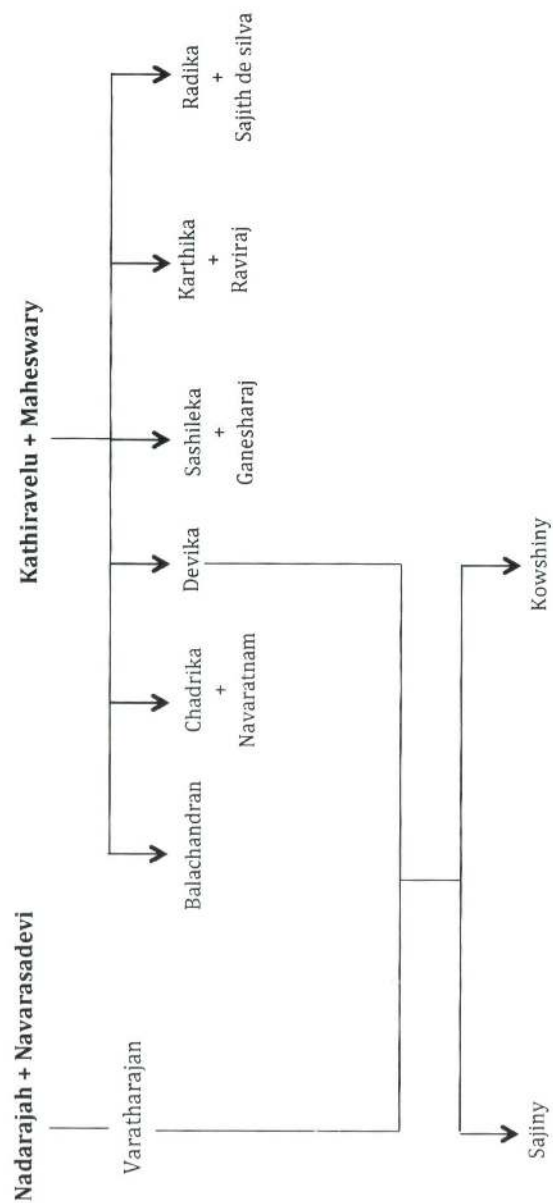 Nadarajah + Navarasadevi
Kathiravelu + Maheswary
Varatharajan
Balachandran
Chadrika
+
Navaratnam
Devika
Sashileka
+
Ganesharaj
Karthika
+
Raviraj
Radika
+
Sajith de silva
Sajiny
Kowshiny